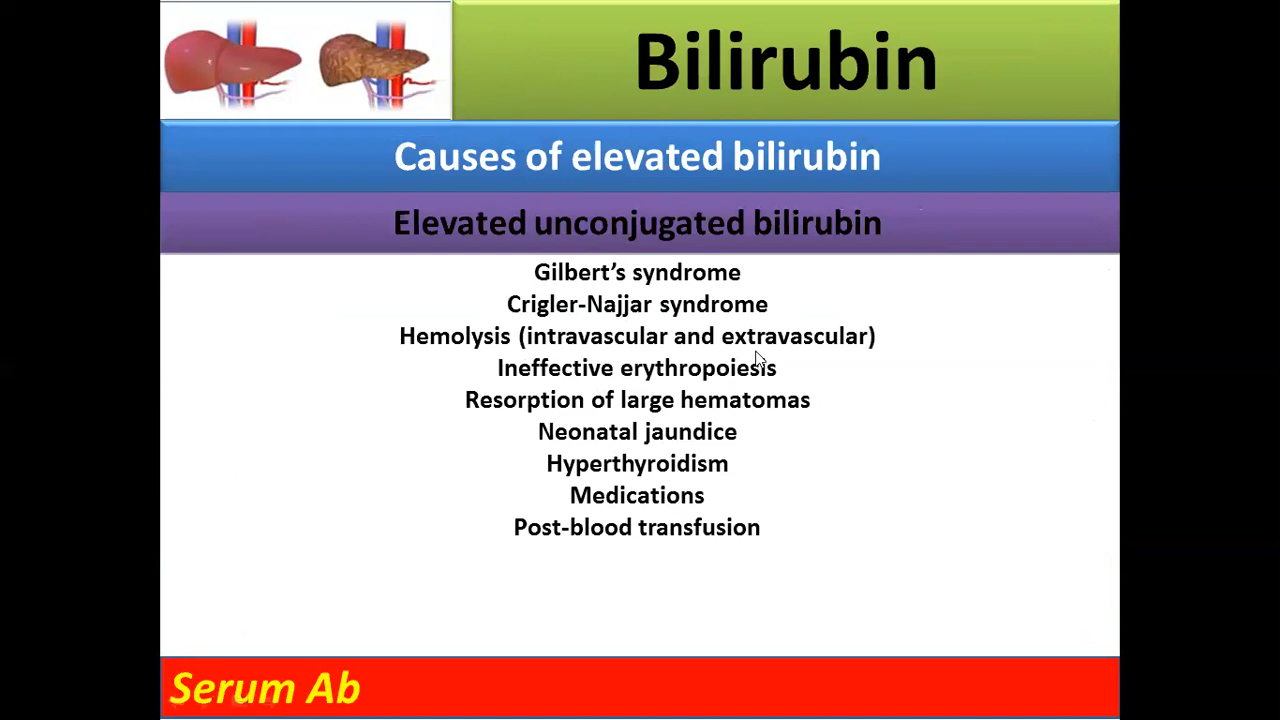 Bilirubin
Causes of elevated bilirubin
Elevated unconjugated bilirubin
Gilbert’s syndrome
Crigler-Najjar syndrome
Hemolysis (intravascular and extravascular)
Ineffective erythropoiesis
Resorption of large hematomas
Neonatal jaundice
Hyperthyroidism
Medications
Post-blood transfusion
Serum Ab